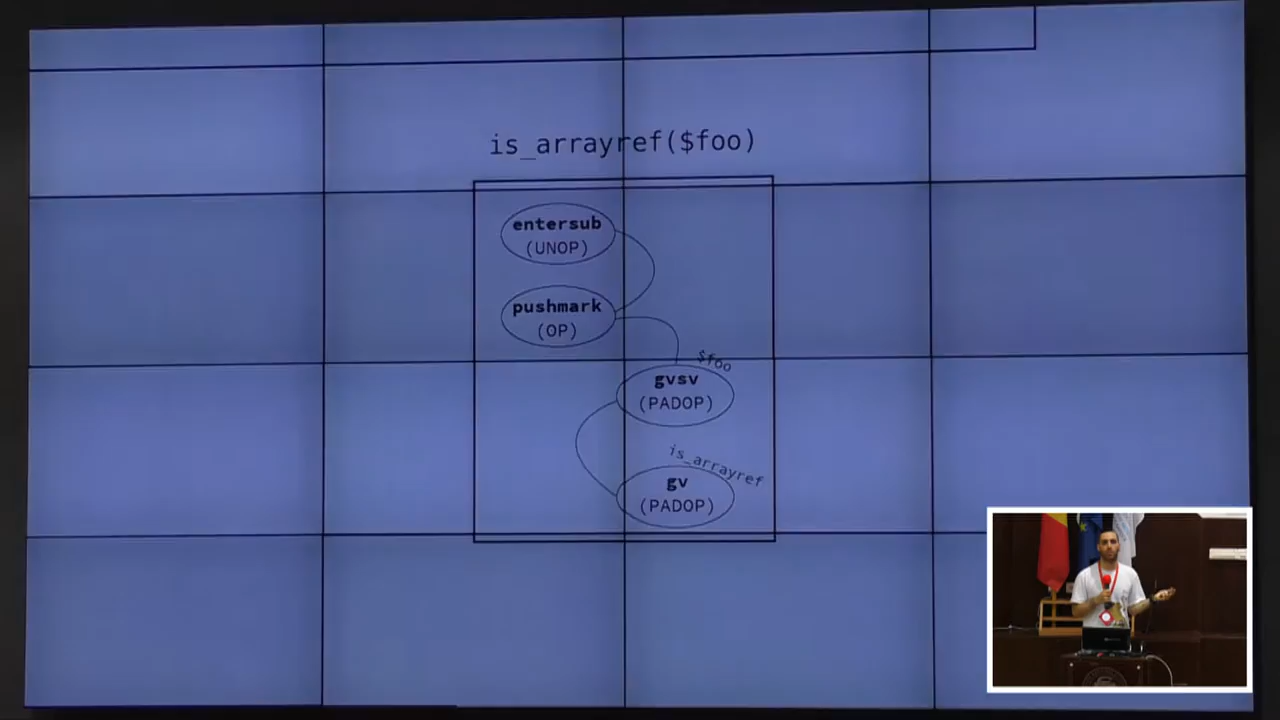 is_arrayref($foo)
entersub
(UNOP)
pushmark
(OP)
$foo
gvsv
(PADOP)
is_arrayref
gv
(PADOP)